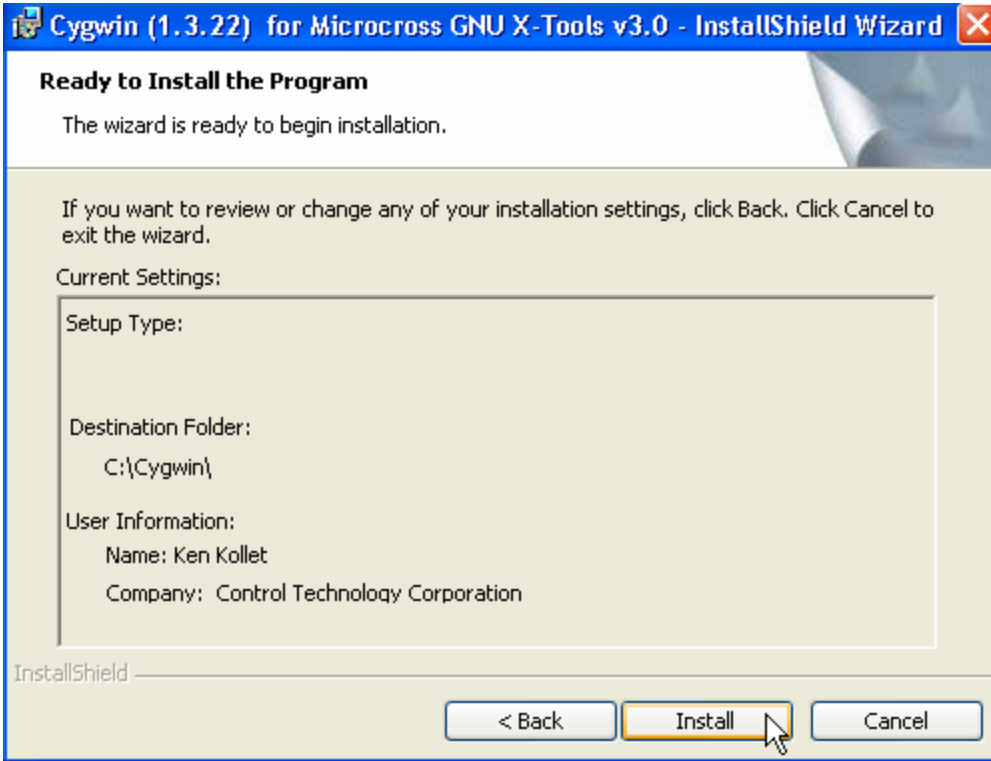 Cygwin (1.3.22) for Microcross GNU X-Tools v3.0 - InstallShield Wizard
Ready to Install the Program
The wizard is ready to begin installation.
If you want to review or change any of your installation settings, click Back. Click Cancel to
exit the wizard.
Current Settings:
Setup Type:
Destination Folder:
C:\Cygwin\
User Information:
Name: Ken Kollet
Company: Control Technology Corporation
InstallShield
< Back
Install
Cancel